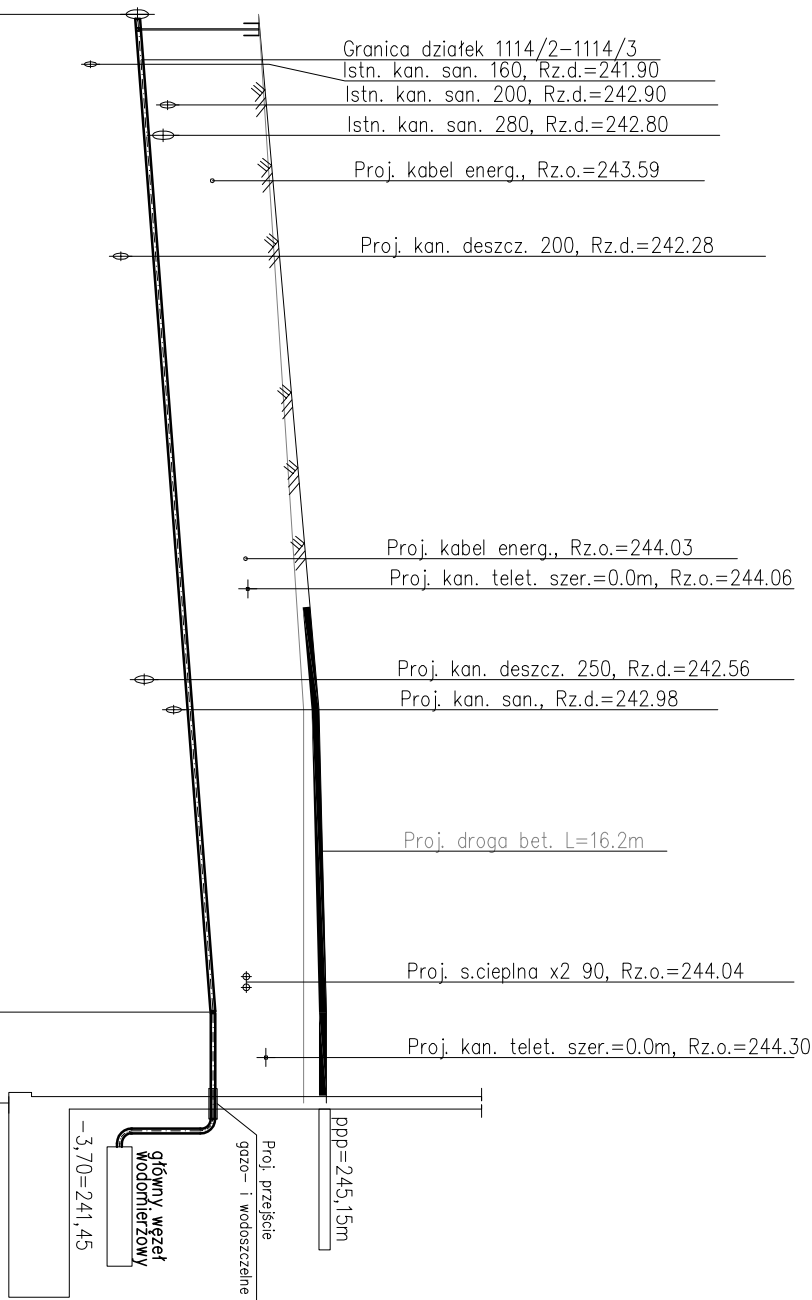 Granica działek 1114/2-1114/3
Istn. kan. san. 160, Rz.d.=241.90
Istn. kan. san. 200, Rz.d.=242.90
Istn. kan. san. 280, Rz.d.=242.80
Proj. kabel energ., Rz.o.=243.59
Proj. kan. deszcz. 200, Rz.d.=242.28
Proj. kabel energ., Rz.o.=244.03
Proj. kan. telet. szer.=0.0m, Rz.o.=244.06
Proj. kan. deszcz. 250, Rz.d.=242.56
Proj. kan. san., Rz.d.=242.98
Proj. droga bet. L=16.2m
Proj. s.cieplna x2 90, Rz.o.=244.04
Proj. kan. telet. szer.=0.0m, Rz.o.=244.30
ppp=245,15m
Proj. przejście
gazo- i wodoszczelne
główny węzeł
wodomierzowy
-3,70=241,45